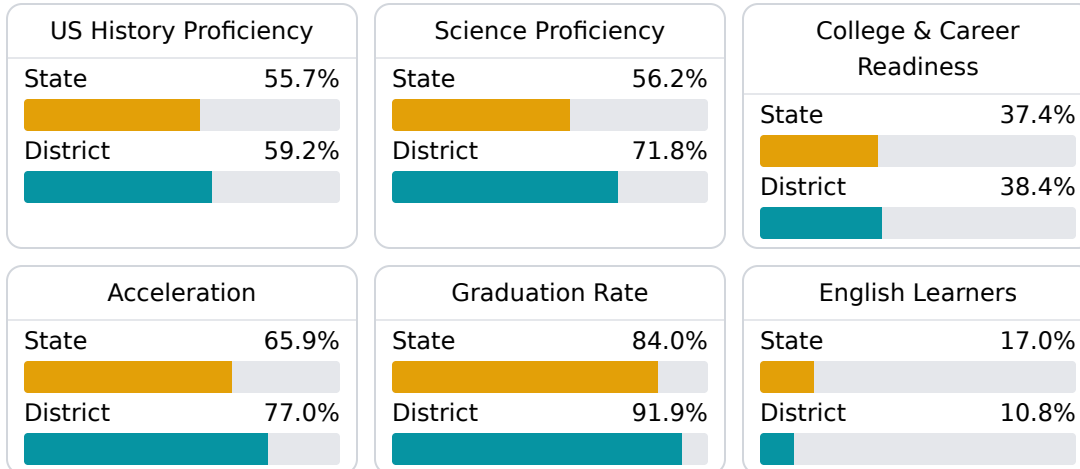 US History Proficiency
State 55.7%
District 59.2%
Science Proficiency
State 56.2%
District 71.8%
College & Career
Readiness
State 37.4%
District 38.4%
Acceleration
State 65.9%
District 77.0%
Graduation Rate
State 84.0%
District 91.9%
English Learners
State 17.0%
District 10.8%